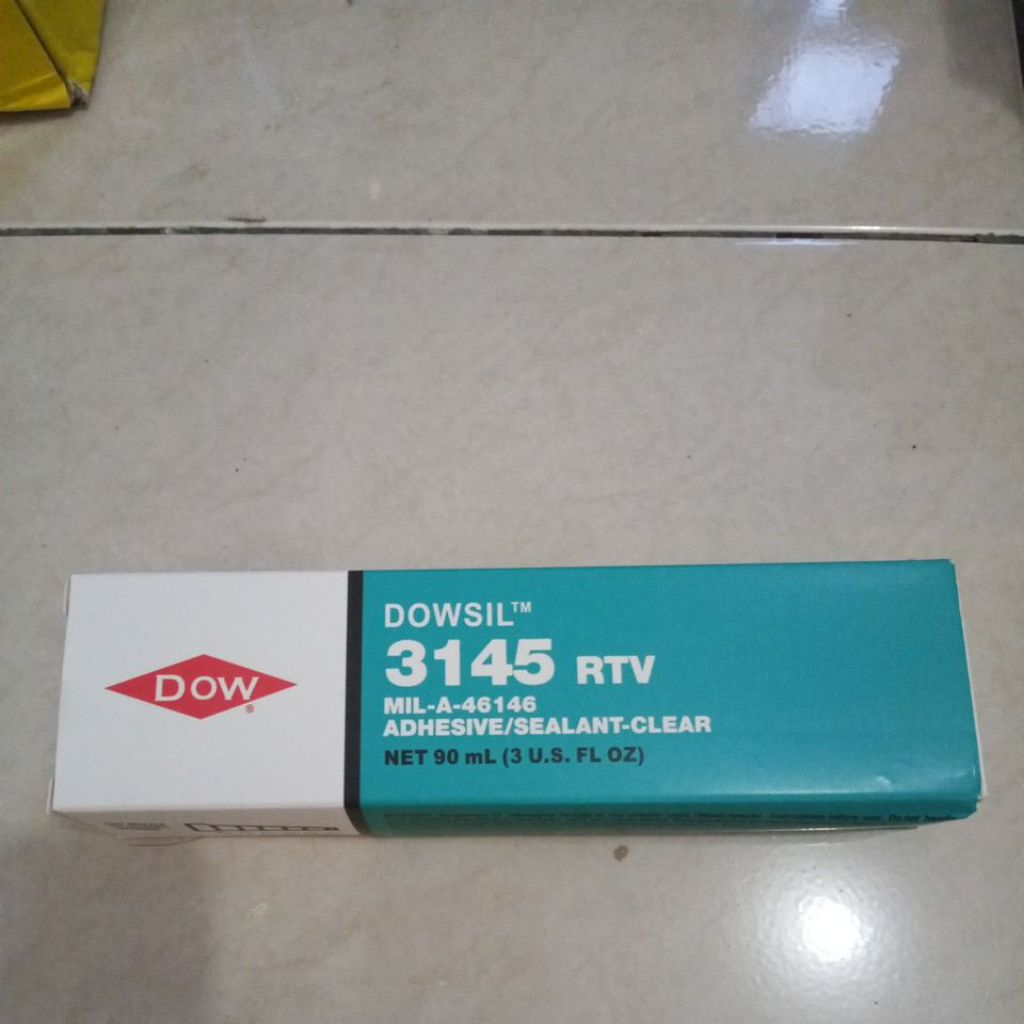 DOW®
DOWSIL™
3145 RTV
MIL-A-46146
ADHESIVE/SEALANT-CLEAR
NET 90 mL (3 U.S. FL OZ)